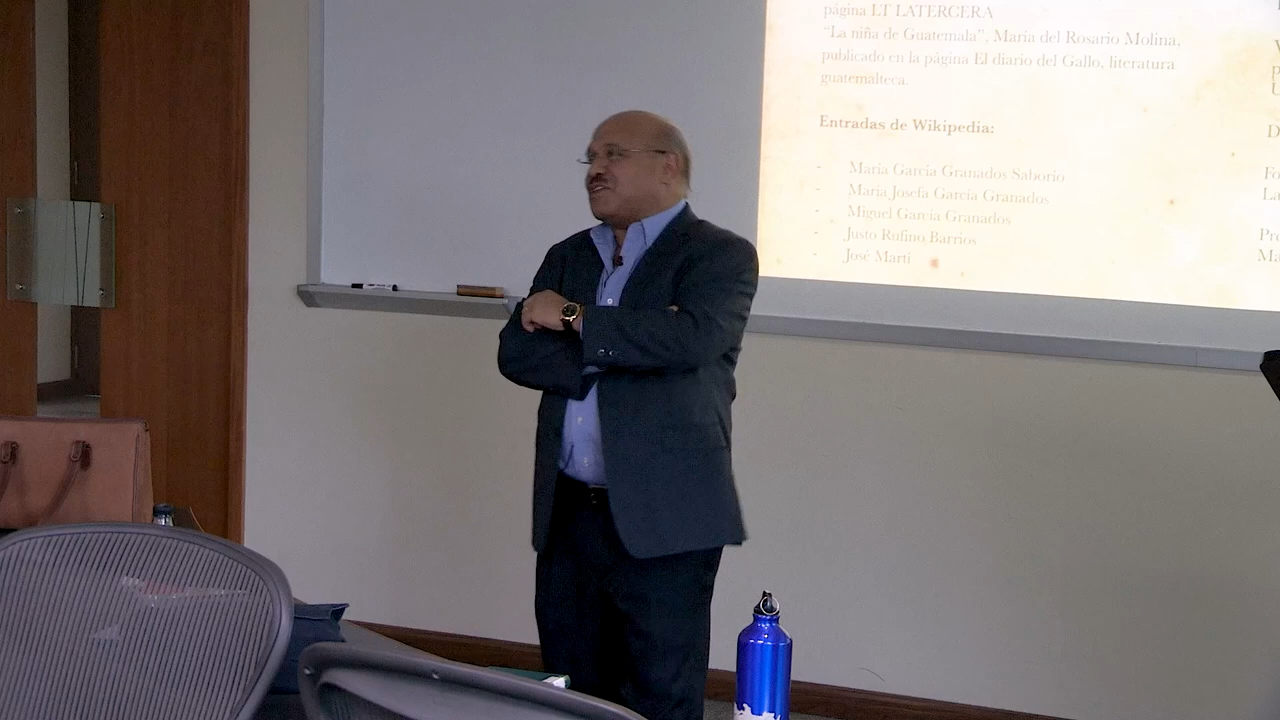 página LT LATERCERA
“La niña de Guatemala”, María del Rosario Molina,
publicado en la página El diario del Gallo, literatura
guatemalteca.
Entradas de Wikipedia:
- María García Granados Saborío
- María Josefa García Granados
- Miguel García Granados
- Justo Rufino Barrios
- José Martí